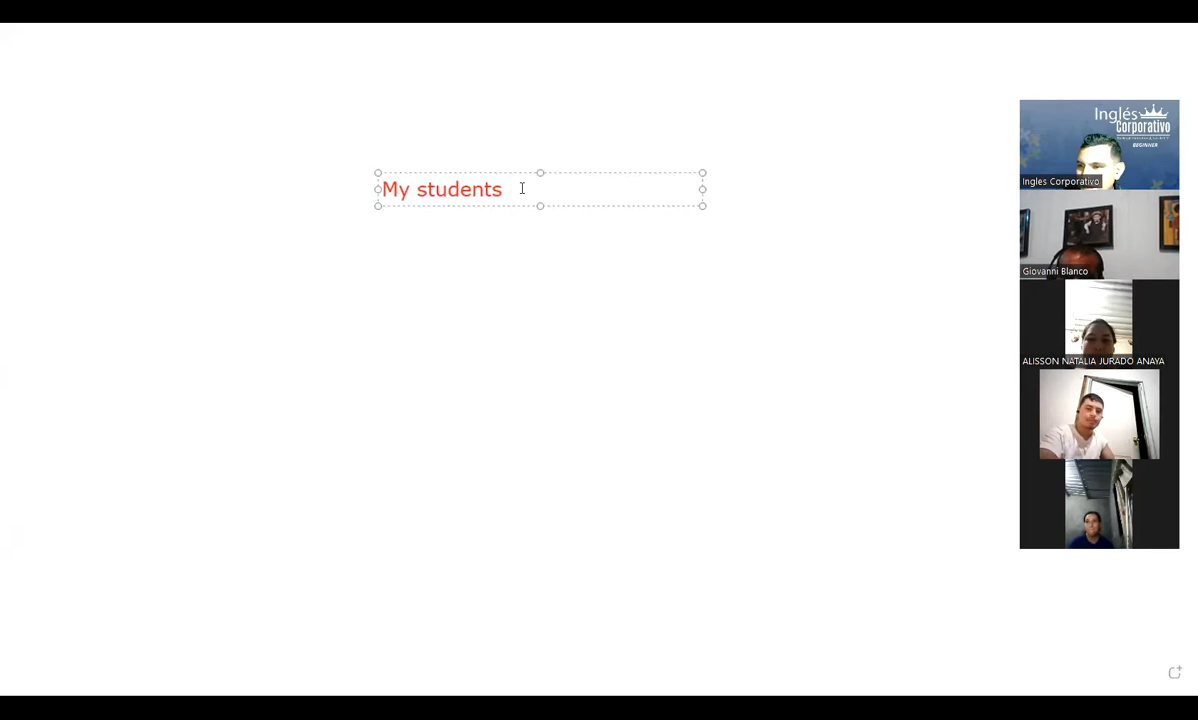 My students
Inglés
Corporativo
BEGINNER
Ingles Corporativo
Giovanni Blanco
ALISSON NATALIA JURADO ANAYA